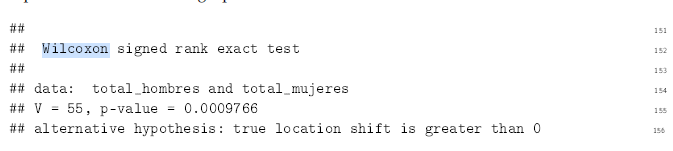 ##
151
## Wilcoxon signed rank exact test
152
##
153
## data: total_hombres and total_mujeres
154
## V = 55, p-value = 0.0009766
155
## alternative hypothesis: true location shift is greater than 0
156